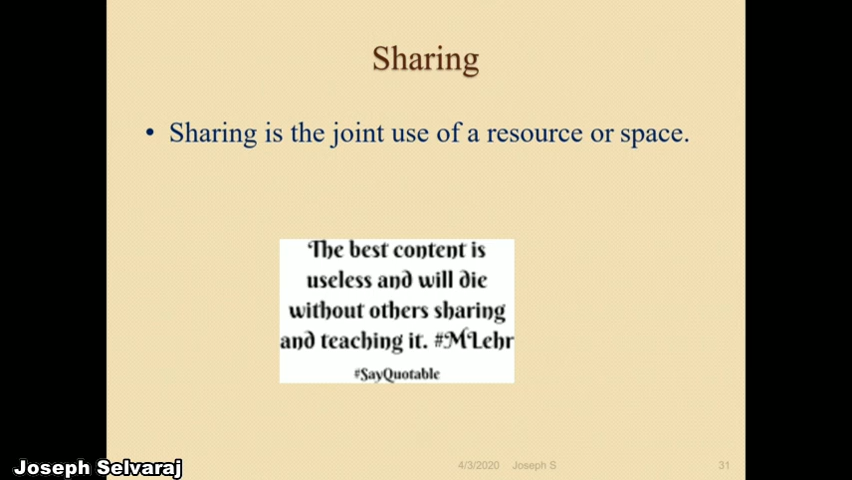 Sharing
• Sharing is the joint use of a resource or space.
The best content is
useless and will die
without others sharing
and teaching it. #MLehr
#SayQuotable
4/3/2020 Joseph S 31
Joseph Selvaraj